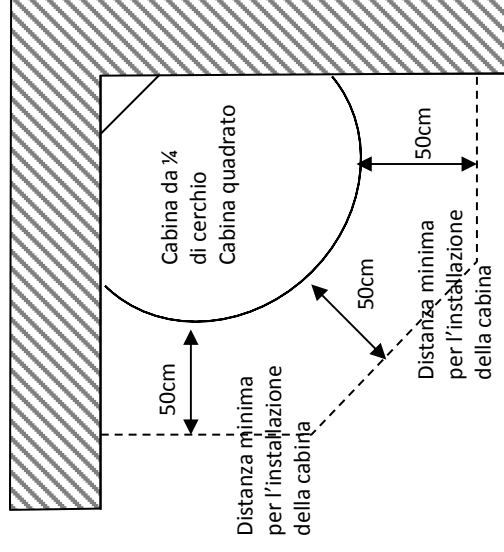 Cabina da ¼
di cerchio
Cabina quadrato
50cm
50cm
50cm
Distanza minima
per l’installazione
della cabina
Distanza minima
per l’installazione
della cabina